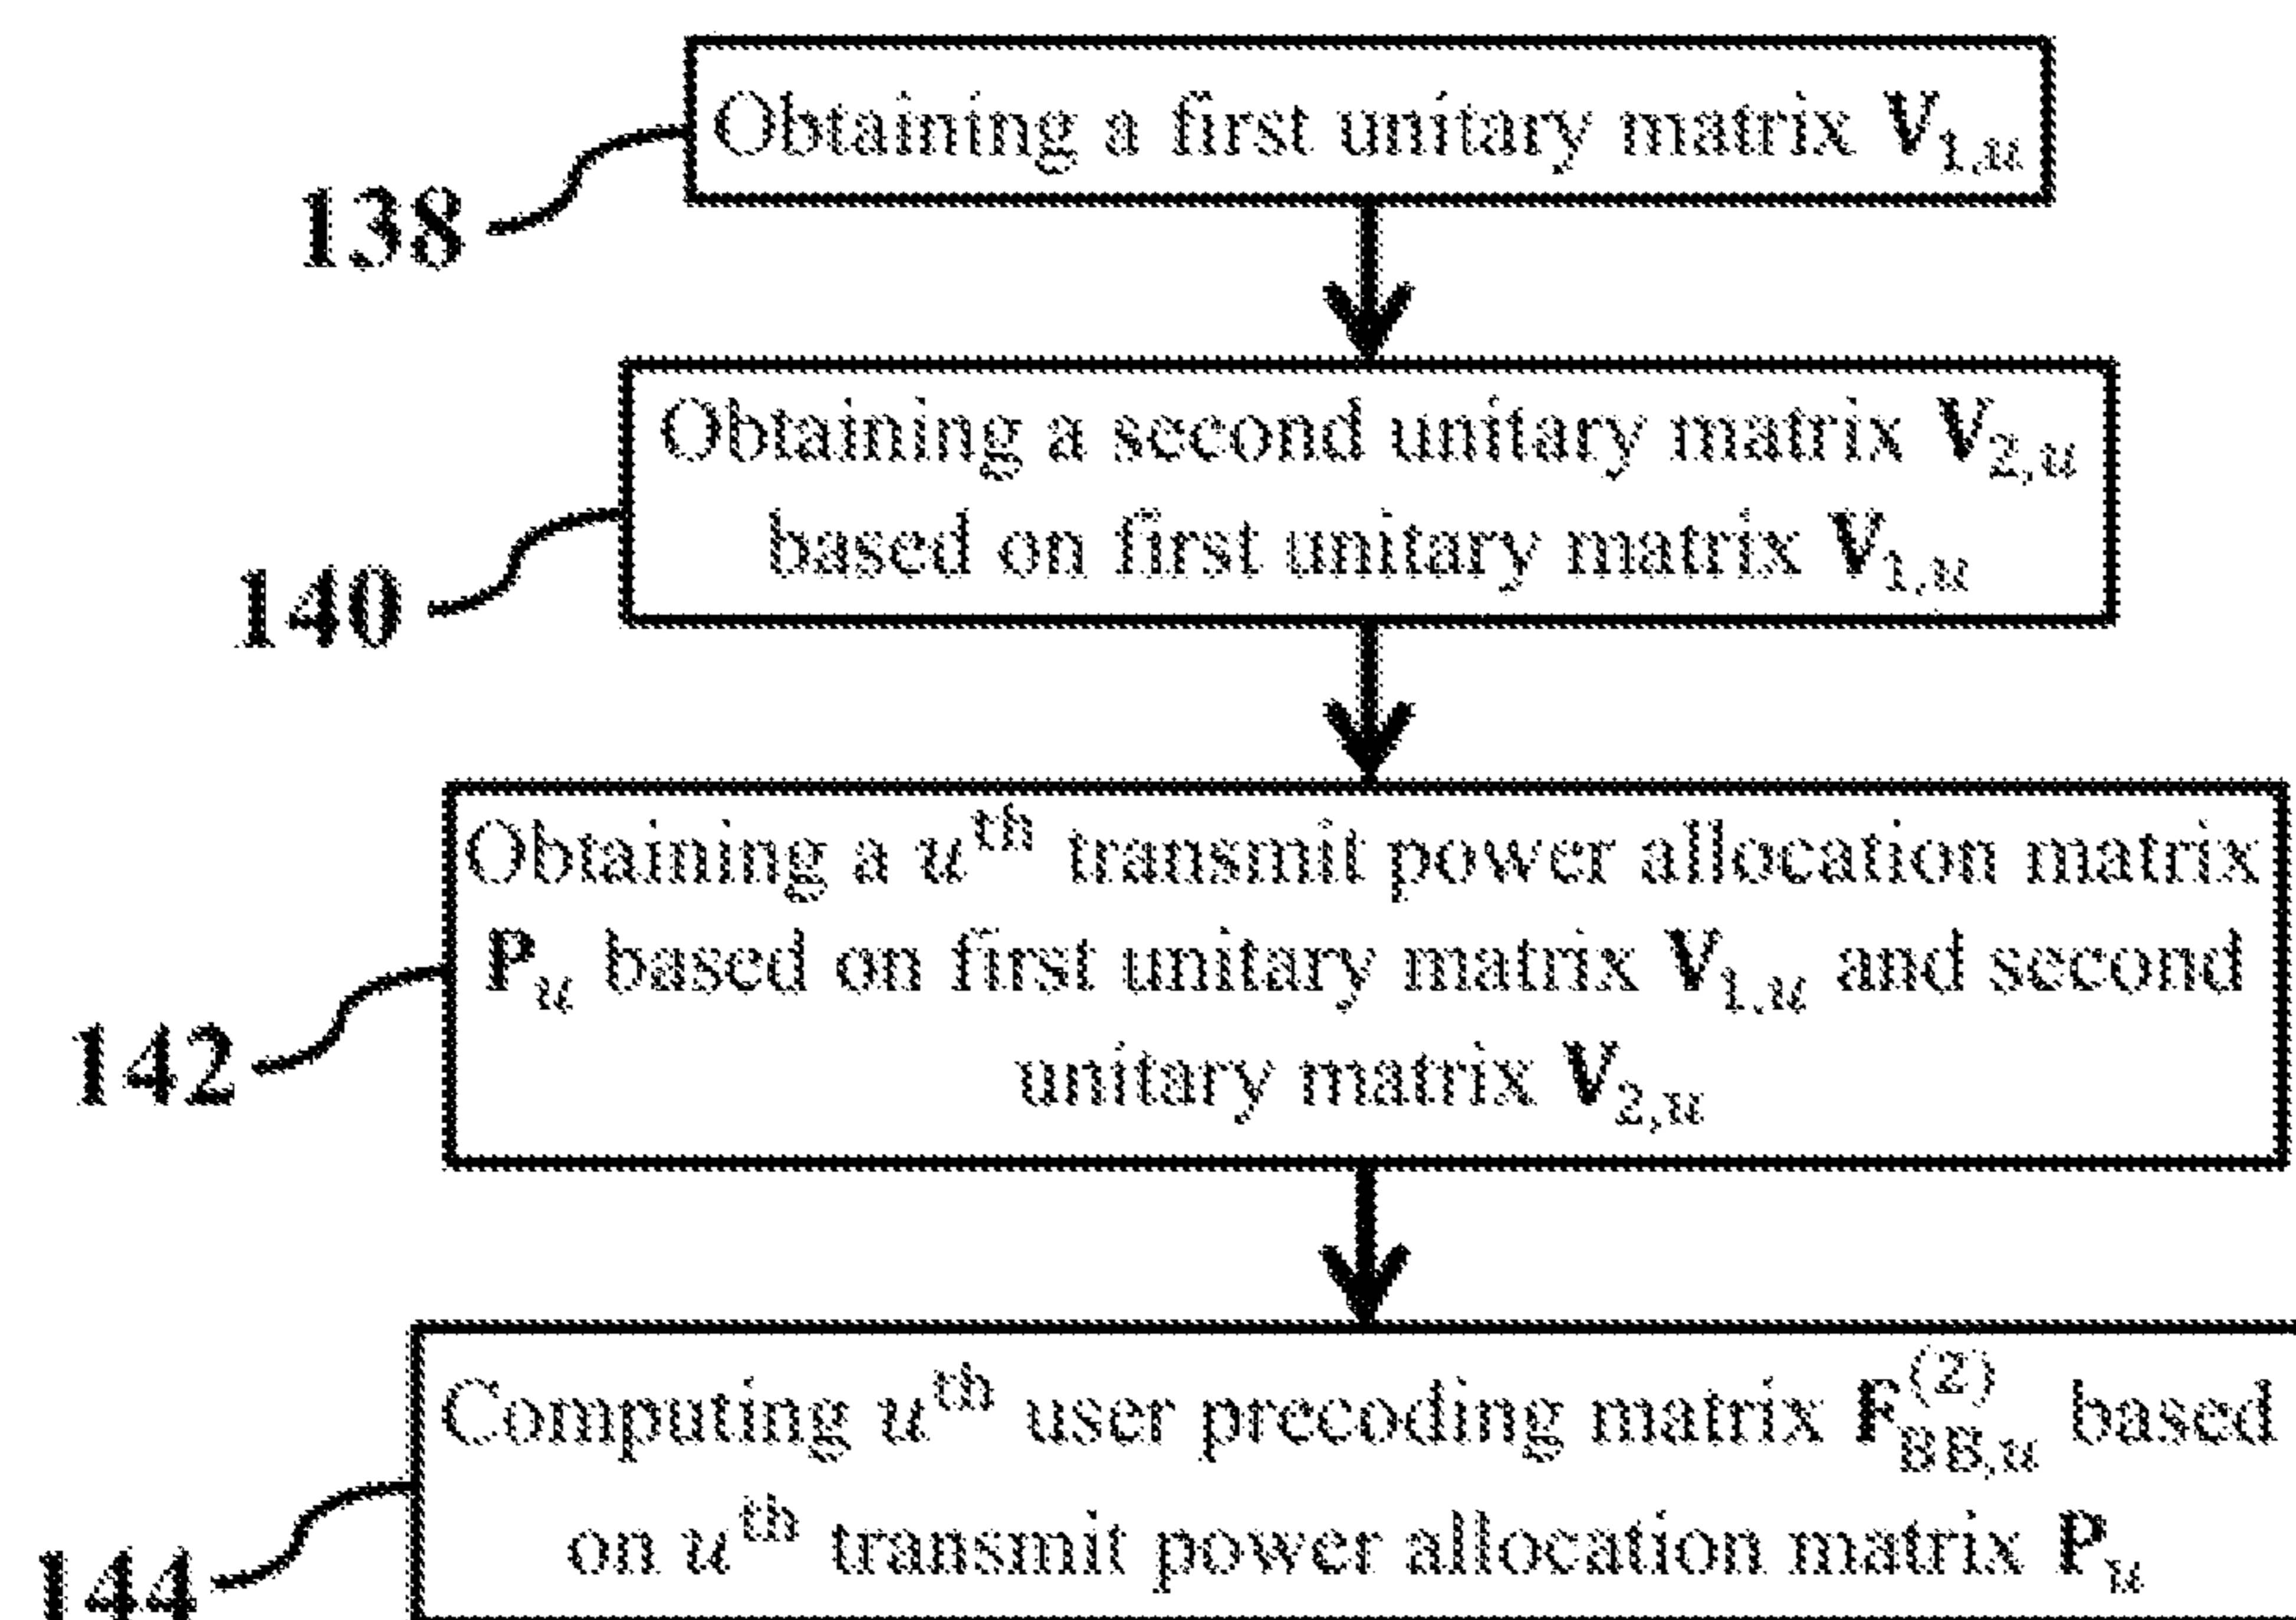 Obtaining a first unitary matrix V₁,ᵤ
138
Obtaining a second unitary matrix V₂,ᵤ
based on first unitary matrix V₁,ᵤ
140
Obtaining a uᵗʰ transmit power allocation matrix
Pᵤ based on first unitary matrix V₁,ᵤ and second
unitary matrix V₂,ᵤ
142
Computing uᵗʰ user precoding matrix F_{BB,u}^{(2)} based
on uᵗʰ transmit power allocation matrix Pᵤ
144